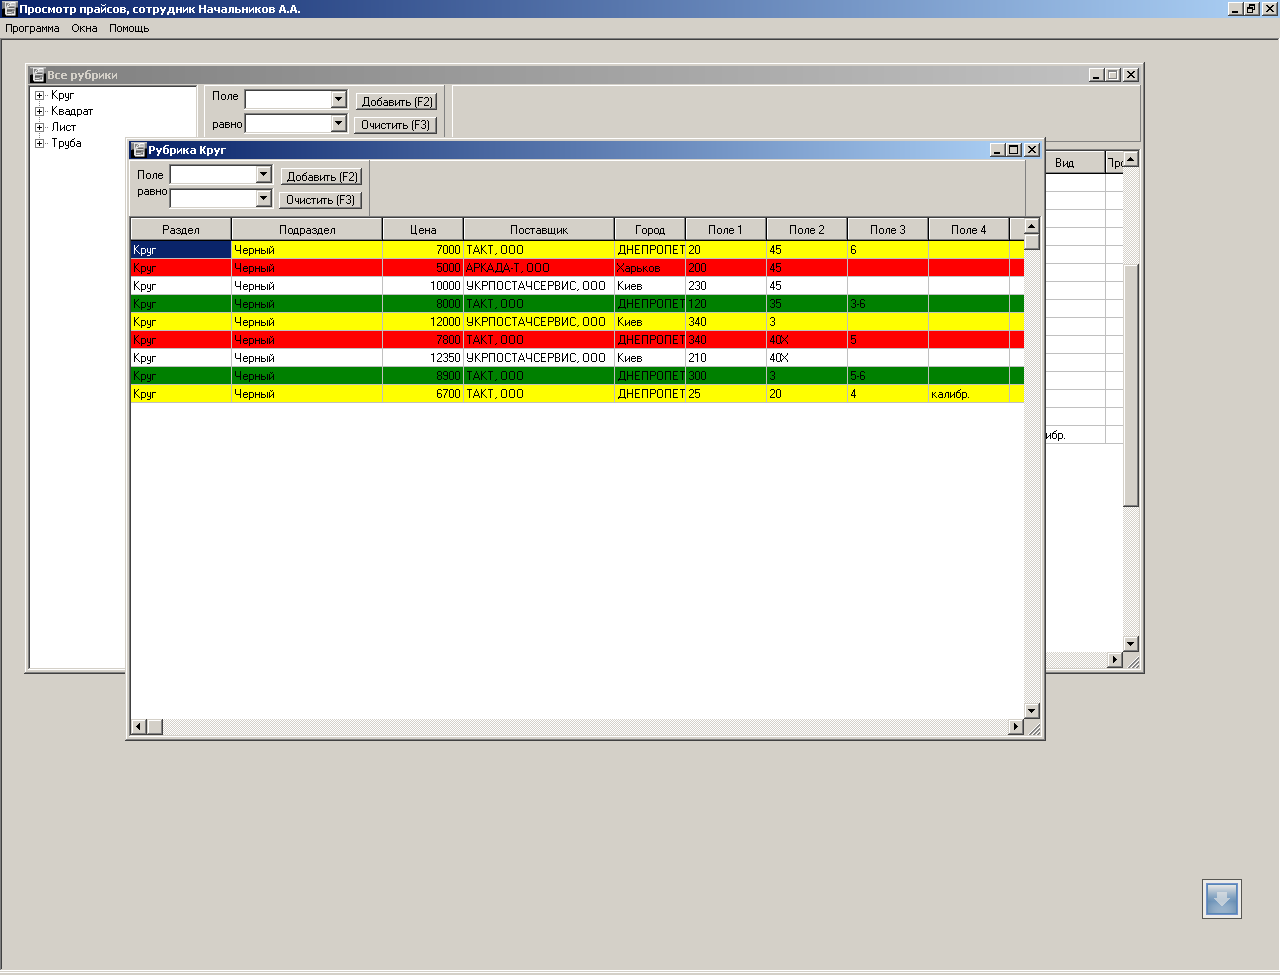 Просмотр прайсов, сотрудник Начальников А.А.
Программа Окна Помощь
Все рубрики
Круг
Квадрат
Лист
Труба
Поле Добавить (F2)
равно Очистить (F3)
Вид
ибр.
Рубрика Круг
Поле Добавить (F2)
равно Очистить (F3)
Раздел Подраздел Цена Поставщик Город Поле 1 Поле 2 Поле 3 Поле 4
Круг Черный 7000 ТАКТ, ООО ДНЕПРОПЕТ 20 45 6
Круг Черный 5000 АРКАДА-Т, ООО Харьков 200 45
Круг Черный 10000 УКРПОСТАЧСЕРВИС, ООО Киев 230 45
Круг Черный 8000 ТАКТ, ООО ДНЕПРОПЕТ 120 35 3-6
Круг Черный 12000 УКРПОСТАЧСЕРВИС, ООО Киев 340 3
Круг Черный 7800 ТАКТ, ООО ДНЕПРОПЕТ 340 40Х 5
Круг Черный 12350 УКРПОСТАЧСЕРВИС, ООО Киев 210 40Х
Круг Черный 8900 ТАКТ, ООО ДНЕПРОПЕТ 300 3 5-6
Круг Черный 6700 ТАКТ, ООО ДНЕПРОПЕТ 25 20 4 калибр.